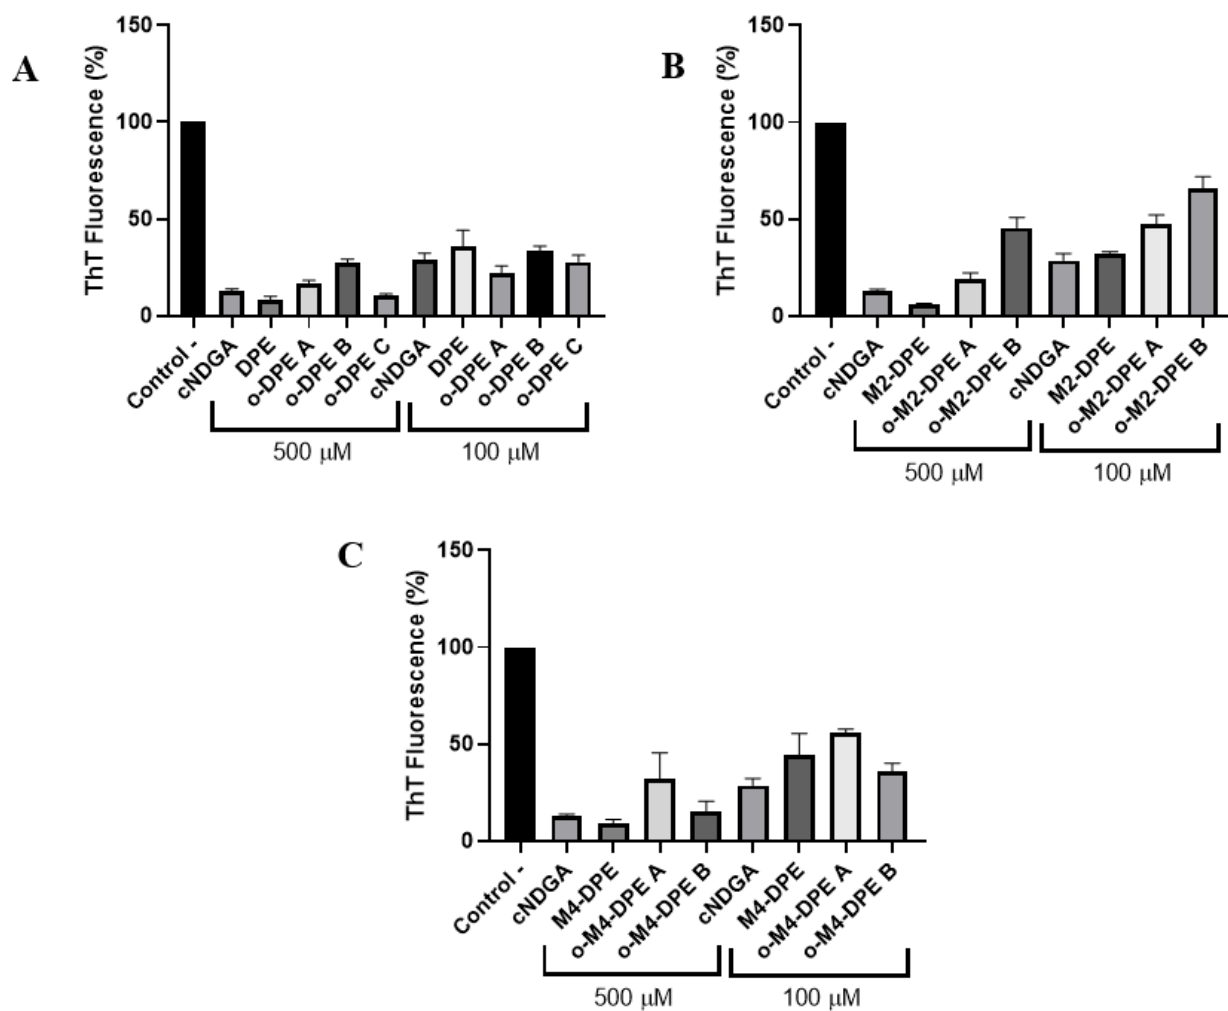 A
ThT Fluorescence (%)
150
100
50
0
Control -
cNDGA
DPE
o-DPE A
o-DPE B
o-DPE C
cNDGA
DPE
o-DPE A
o-DPE B
o-DPE C
500 μM
100 μM
B
ThT Fluorescence (%)
150
100
50
0
Control -
cNDGA
M2-DPE
o-M2-DPE A
o-M2-DPE B
cNDGA
M2-DPE
o-M2-DPE A
o-M2-DPE B
500 μM
100 μM
C
ThT Fluorescence (%)
150
100
50
0
Control -
cNDGA
M4-DPE
o-M4-DPE A
o-M4-DPE B
cNDGA
M4-DPE
o-M4-DPE A
o-M4-DPE B
500 μM
100 μM